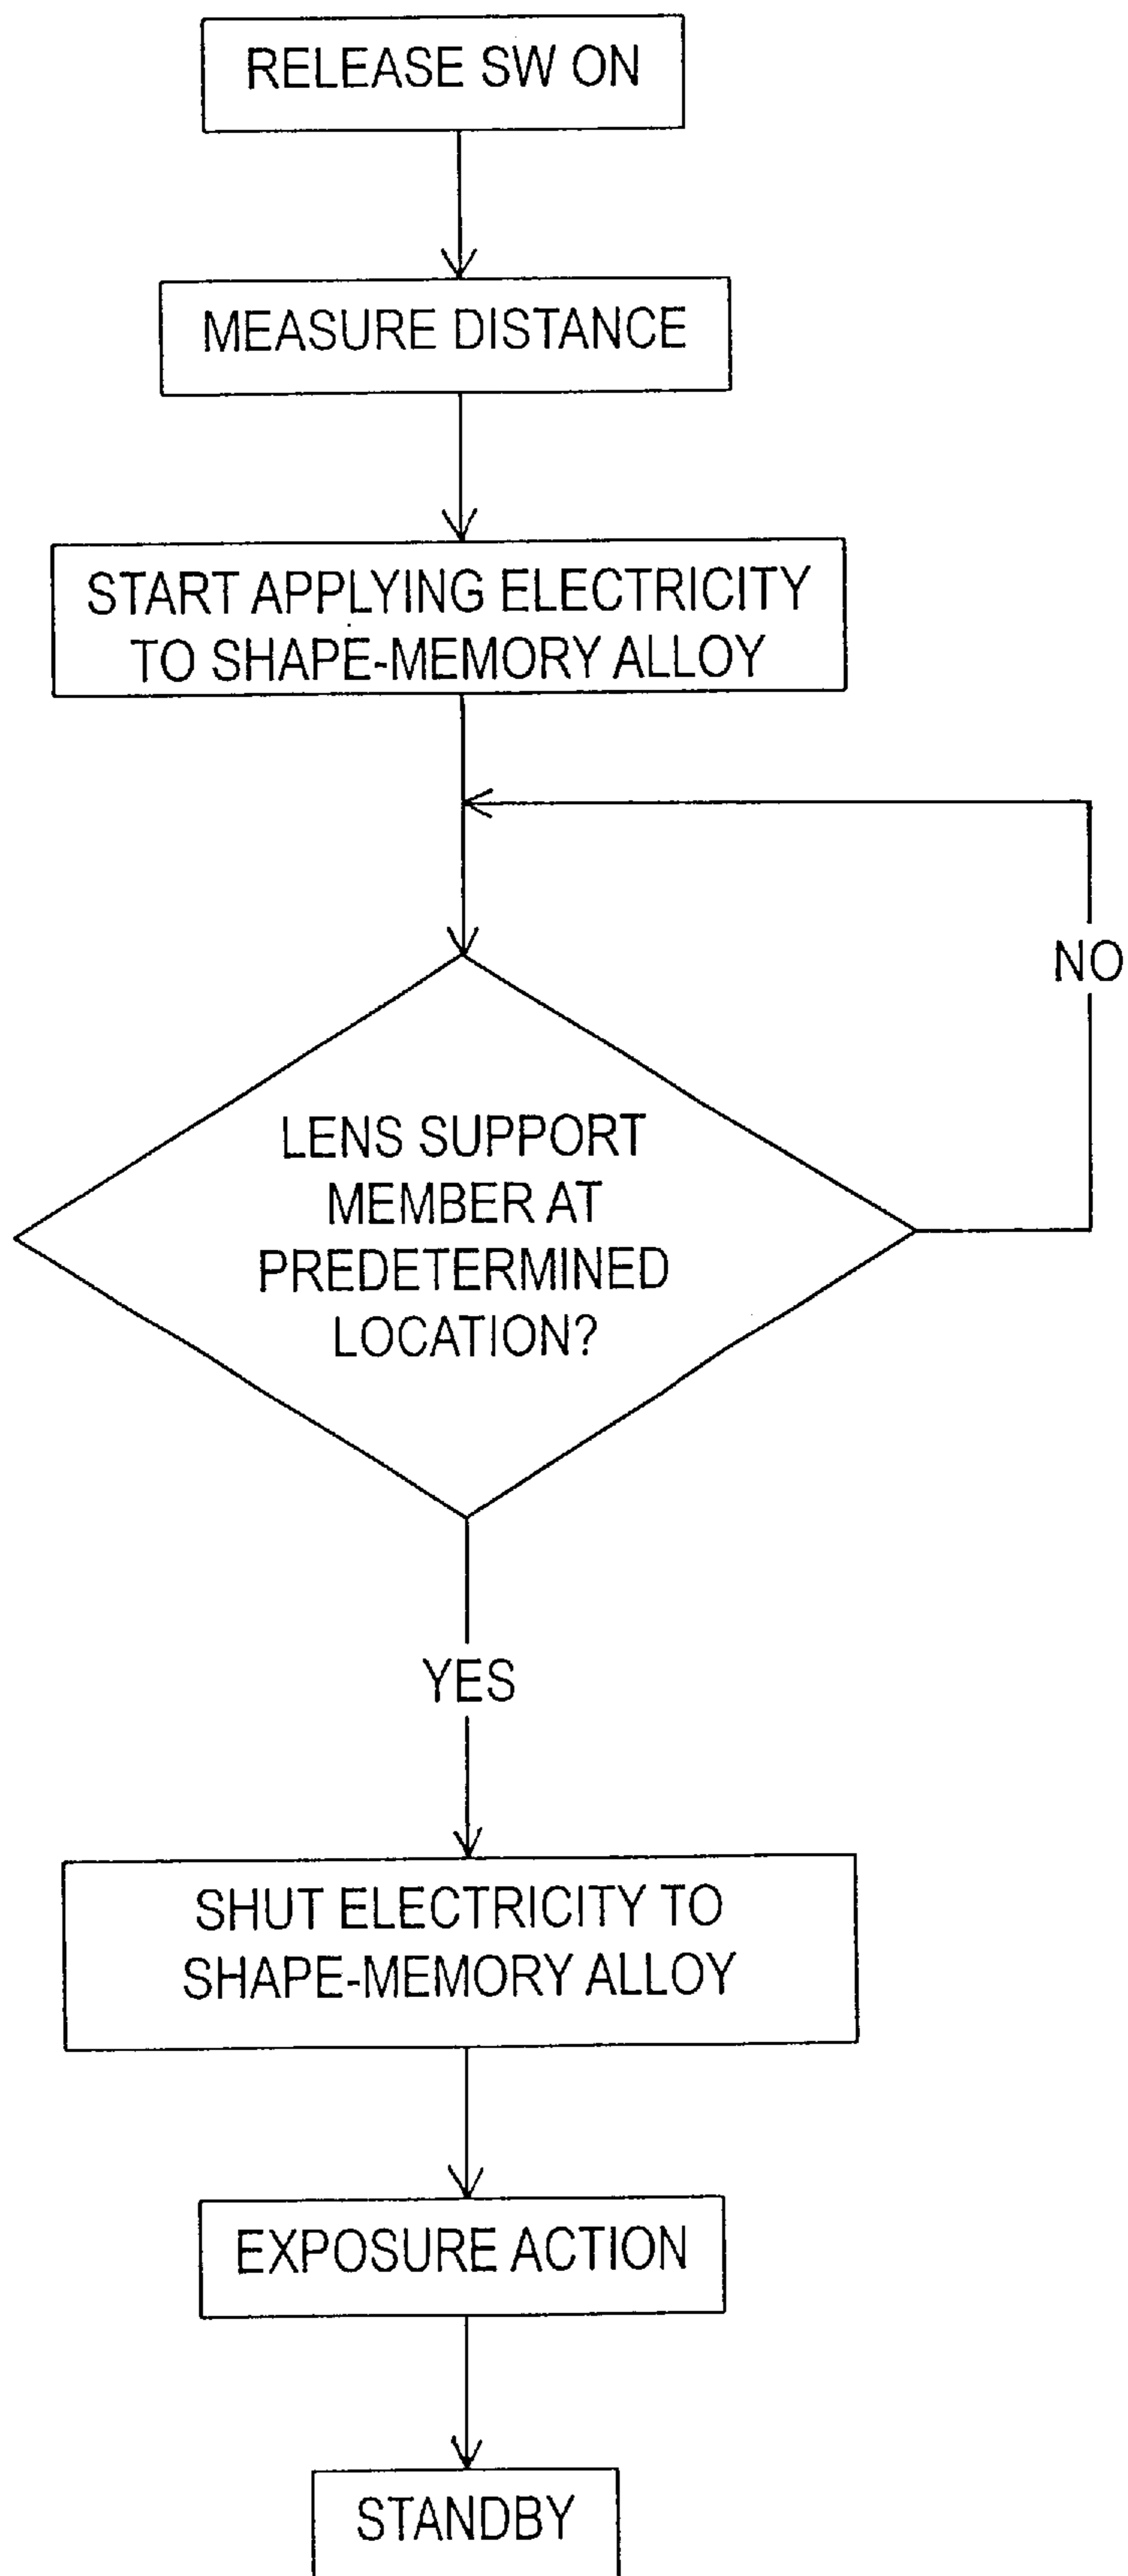 RELEASE SW ON
MEASURE DISTANCE
START APPLYING ELECTRICITY
TO SHAPE-MEMORY ALLOY
NO
LENS SUPPORT
MEMBER AT
PREDETERMINED
LOCATION?
YES
SHUT ELECTRICITY TO
SHAPE-MEMORY ALLOY
EXPOSURE ACTION
STANDBY